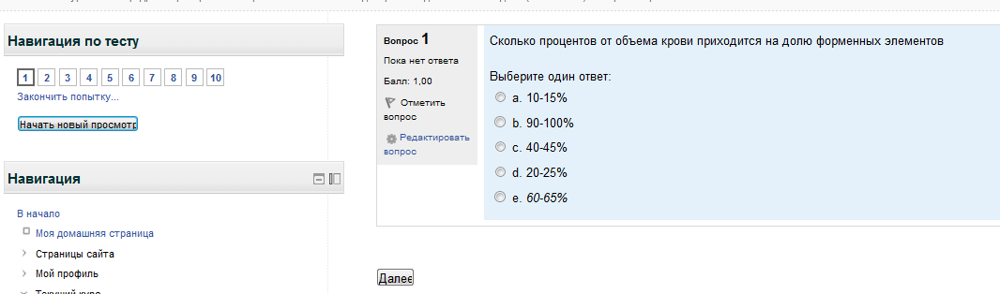 Навигация по тесту
1 2 3 4 5 6 7 8 9 10
Закончить попытку...
Начать новый просмотр
Навигация
В начало
Моя домашняя страница
Страницы сайта
Мой профиль
Текущий курс
Вопрос 1
Пока нет ответа
Балл: 1,00
Отметить
вопрос
Редактировать
вопрос
Сколько процентов от объема крови приходится на долю форменных элементов
Выберите один ответ:
a. 10-15%
b. 90-100%
c. 40-45%
d. 20-25%
e. 60-65%
Далее